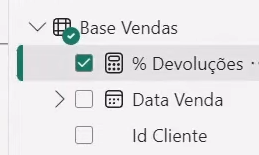 Base Vendas
% Devoluções
Data Venda
Id Cliente